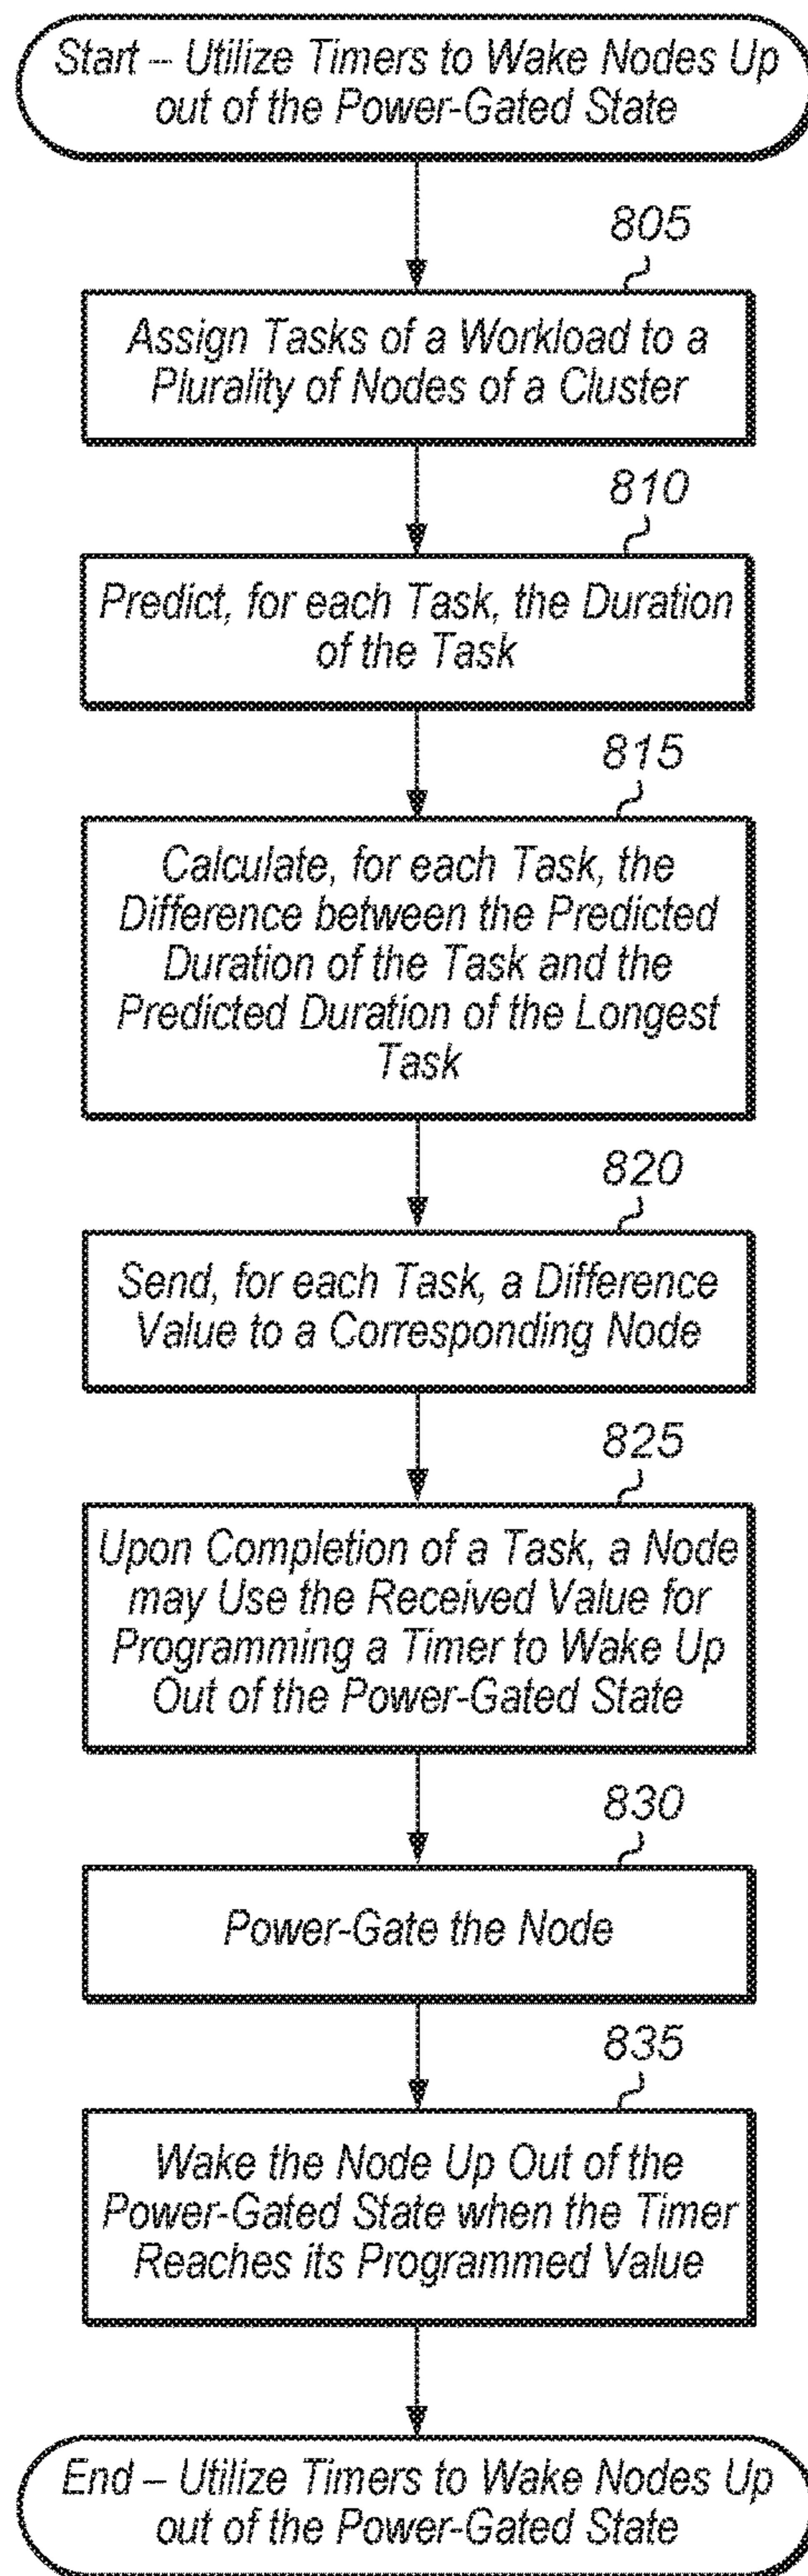 Start – Utilize Timers to Wake Nodes Up
out of the Power-Gated State
805
Assign Tasks of a Workload to a
Plurality of Nodes of a Cluster
810
Predict, for each Task, the Duration
of the Task
815
Calculate, for each Task, the
Difference between the Predicted
Duration of the Task and the
Predicted Duration of the Longest
Task
820
Send, for each Task, a Difference
Value to a Corresponding Node
825
Upon Completion of a Task, a Node
may Use the Received Value for
Programming a Timer to Wake Up
Out of the Power-Gated State
830
Power-Gate the Node
835
Wake the Node Up Out of the
Power-Gated State when the Timer
Reaches its Programmed Value
End – Utilize Timers to Wake Nodes Up
out of the Power-Gated State